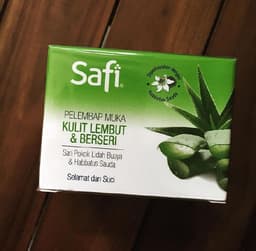 Safi
PELEMBAP MUKA
KULIT LEMBUT
& BERSERI
Sari Pokok Lidah Buaya
& Habbatus Sauda
Selamat dan Suci